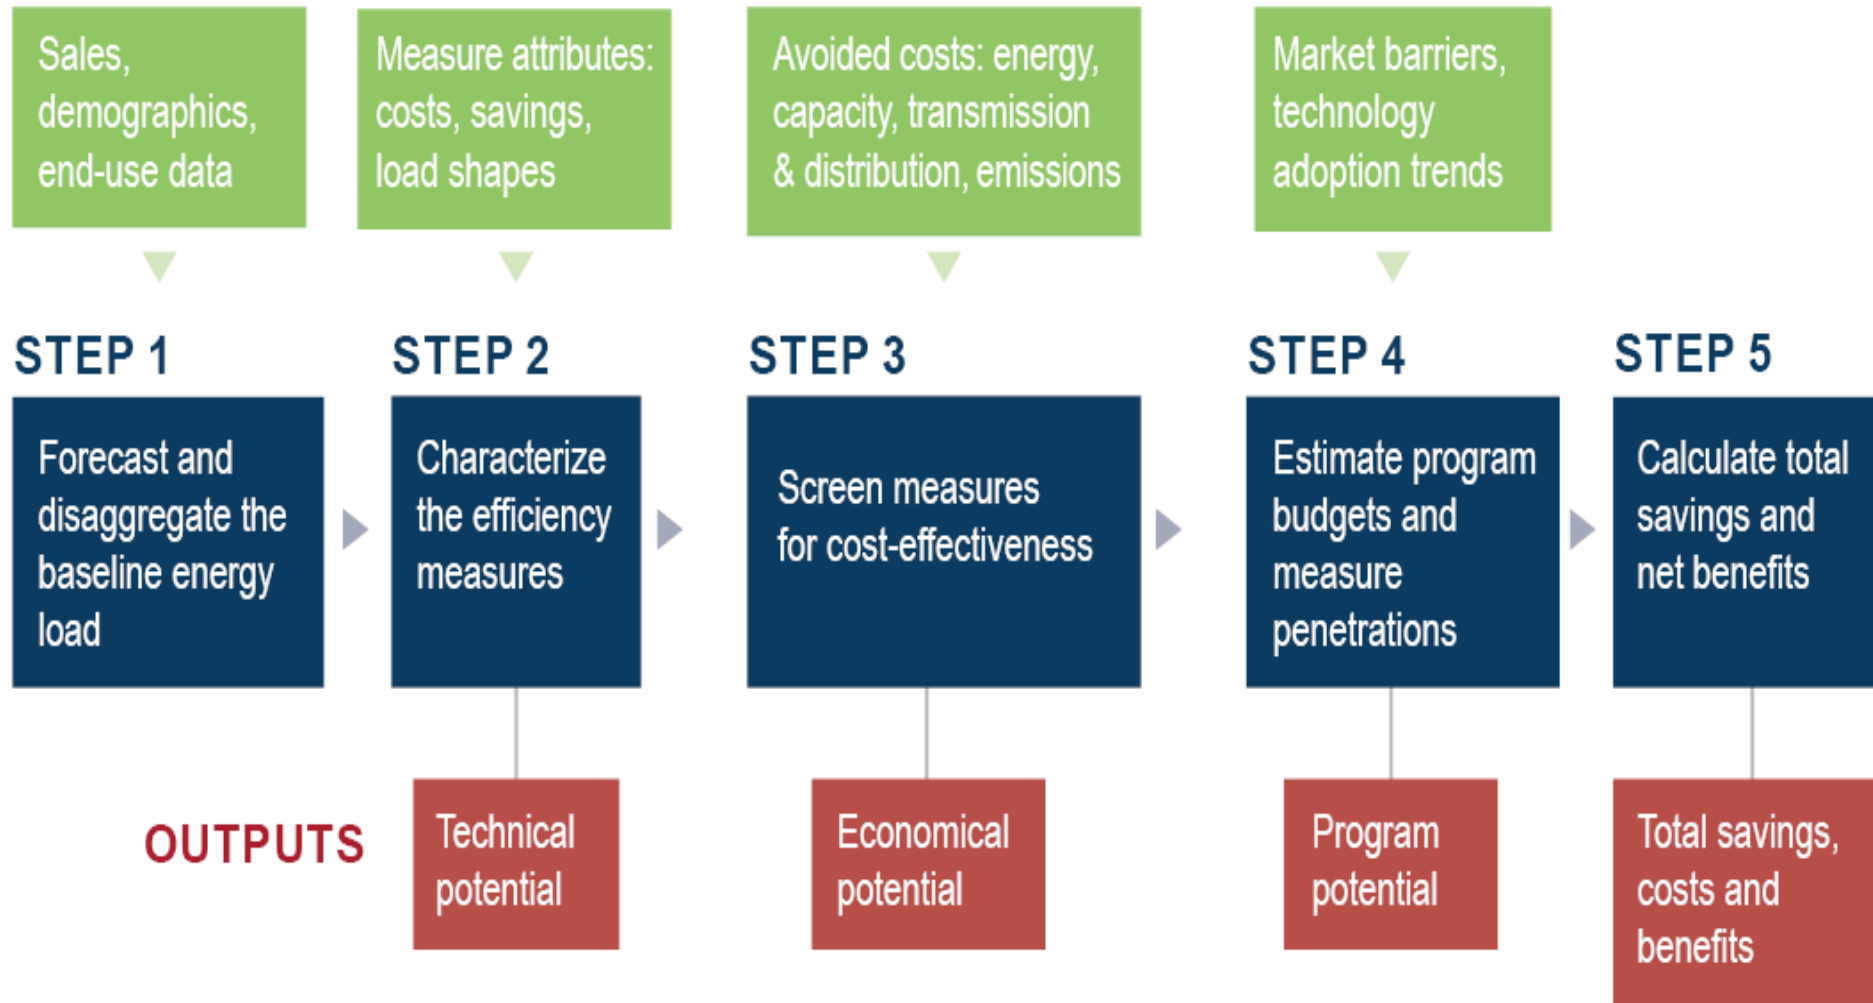 Sales,
demographics,
end-use data
Measure attributes:
costs, savings,
load shapes
Avoided costs: energy,
capacity, transmission
& distribution, emissions
Market barriers,
technology
adoption trends
STEP 1
Forecast and
disaggregate the
baseline energy
load
STEP 2
Characterize
the efficiency
measures
STEP 3
Screen measures
for cost-effectiveness
STEP 4
Estimate program
budgets and
measure
penetrations
STEP 5
Calculate total
savings and
net benefits
OUTPUTS
Technical
potential
Economical
potential
Program
potential
Total savings,
costs and
benefits